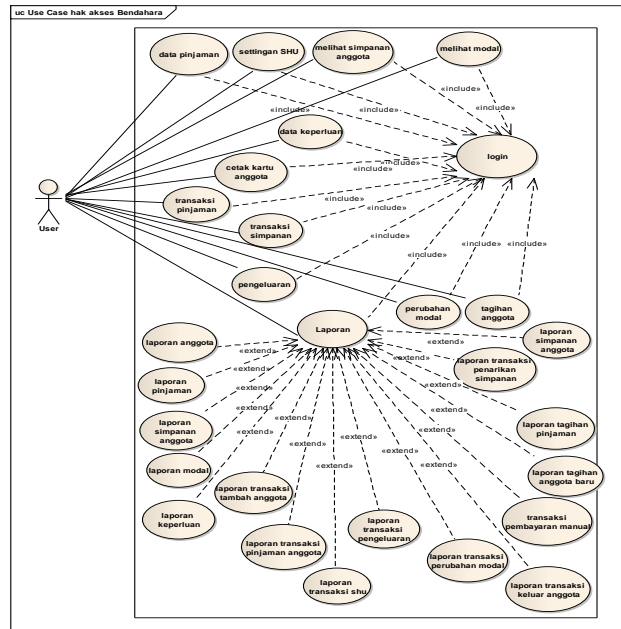 uc Use Case hak akses Bendahara
data pinjaman
settingan SHU
melihat simpanan
anggota
melihat modal
«include»
«include»
«include»
«include»
data keperluan
login
«include»
cetak kartu
anggota
«include»
transaksi
pinjaman
«include»
transaksi
simpanan
«include»
User
«include»
«include»
«include»
pengeluaran
«include»
perubahan
modal
tagihan
anggota
Laporan
laporan
simpanan
anggota
«extend»
laporan anggota
«extend»
laporan transaksi
penarikan
simpanan
«extend»
laporan
pinjaman
«extend»
«extend»
laporan
simpanan
anggota
«extend»
«extend»
laporan tagihan
pinjaman
«extend»
«extend»
«extend»
laporan modal
«extend»
«extend»
«extend»
«extend»
«extend»
laporan tagihan
anggota baru
laporan transaksi
tambah anggota
laporan
keperluan
laporan
transaksi
pengeluaran
transaksi
pembayaran manual
laporan transaksi
pinjaman anggota
laporan transaksi
perubahan modal
laporan
transaksi shu
laporan transaksi
keluar anggota